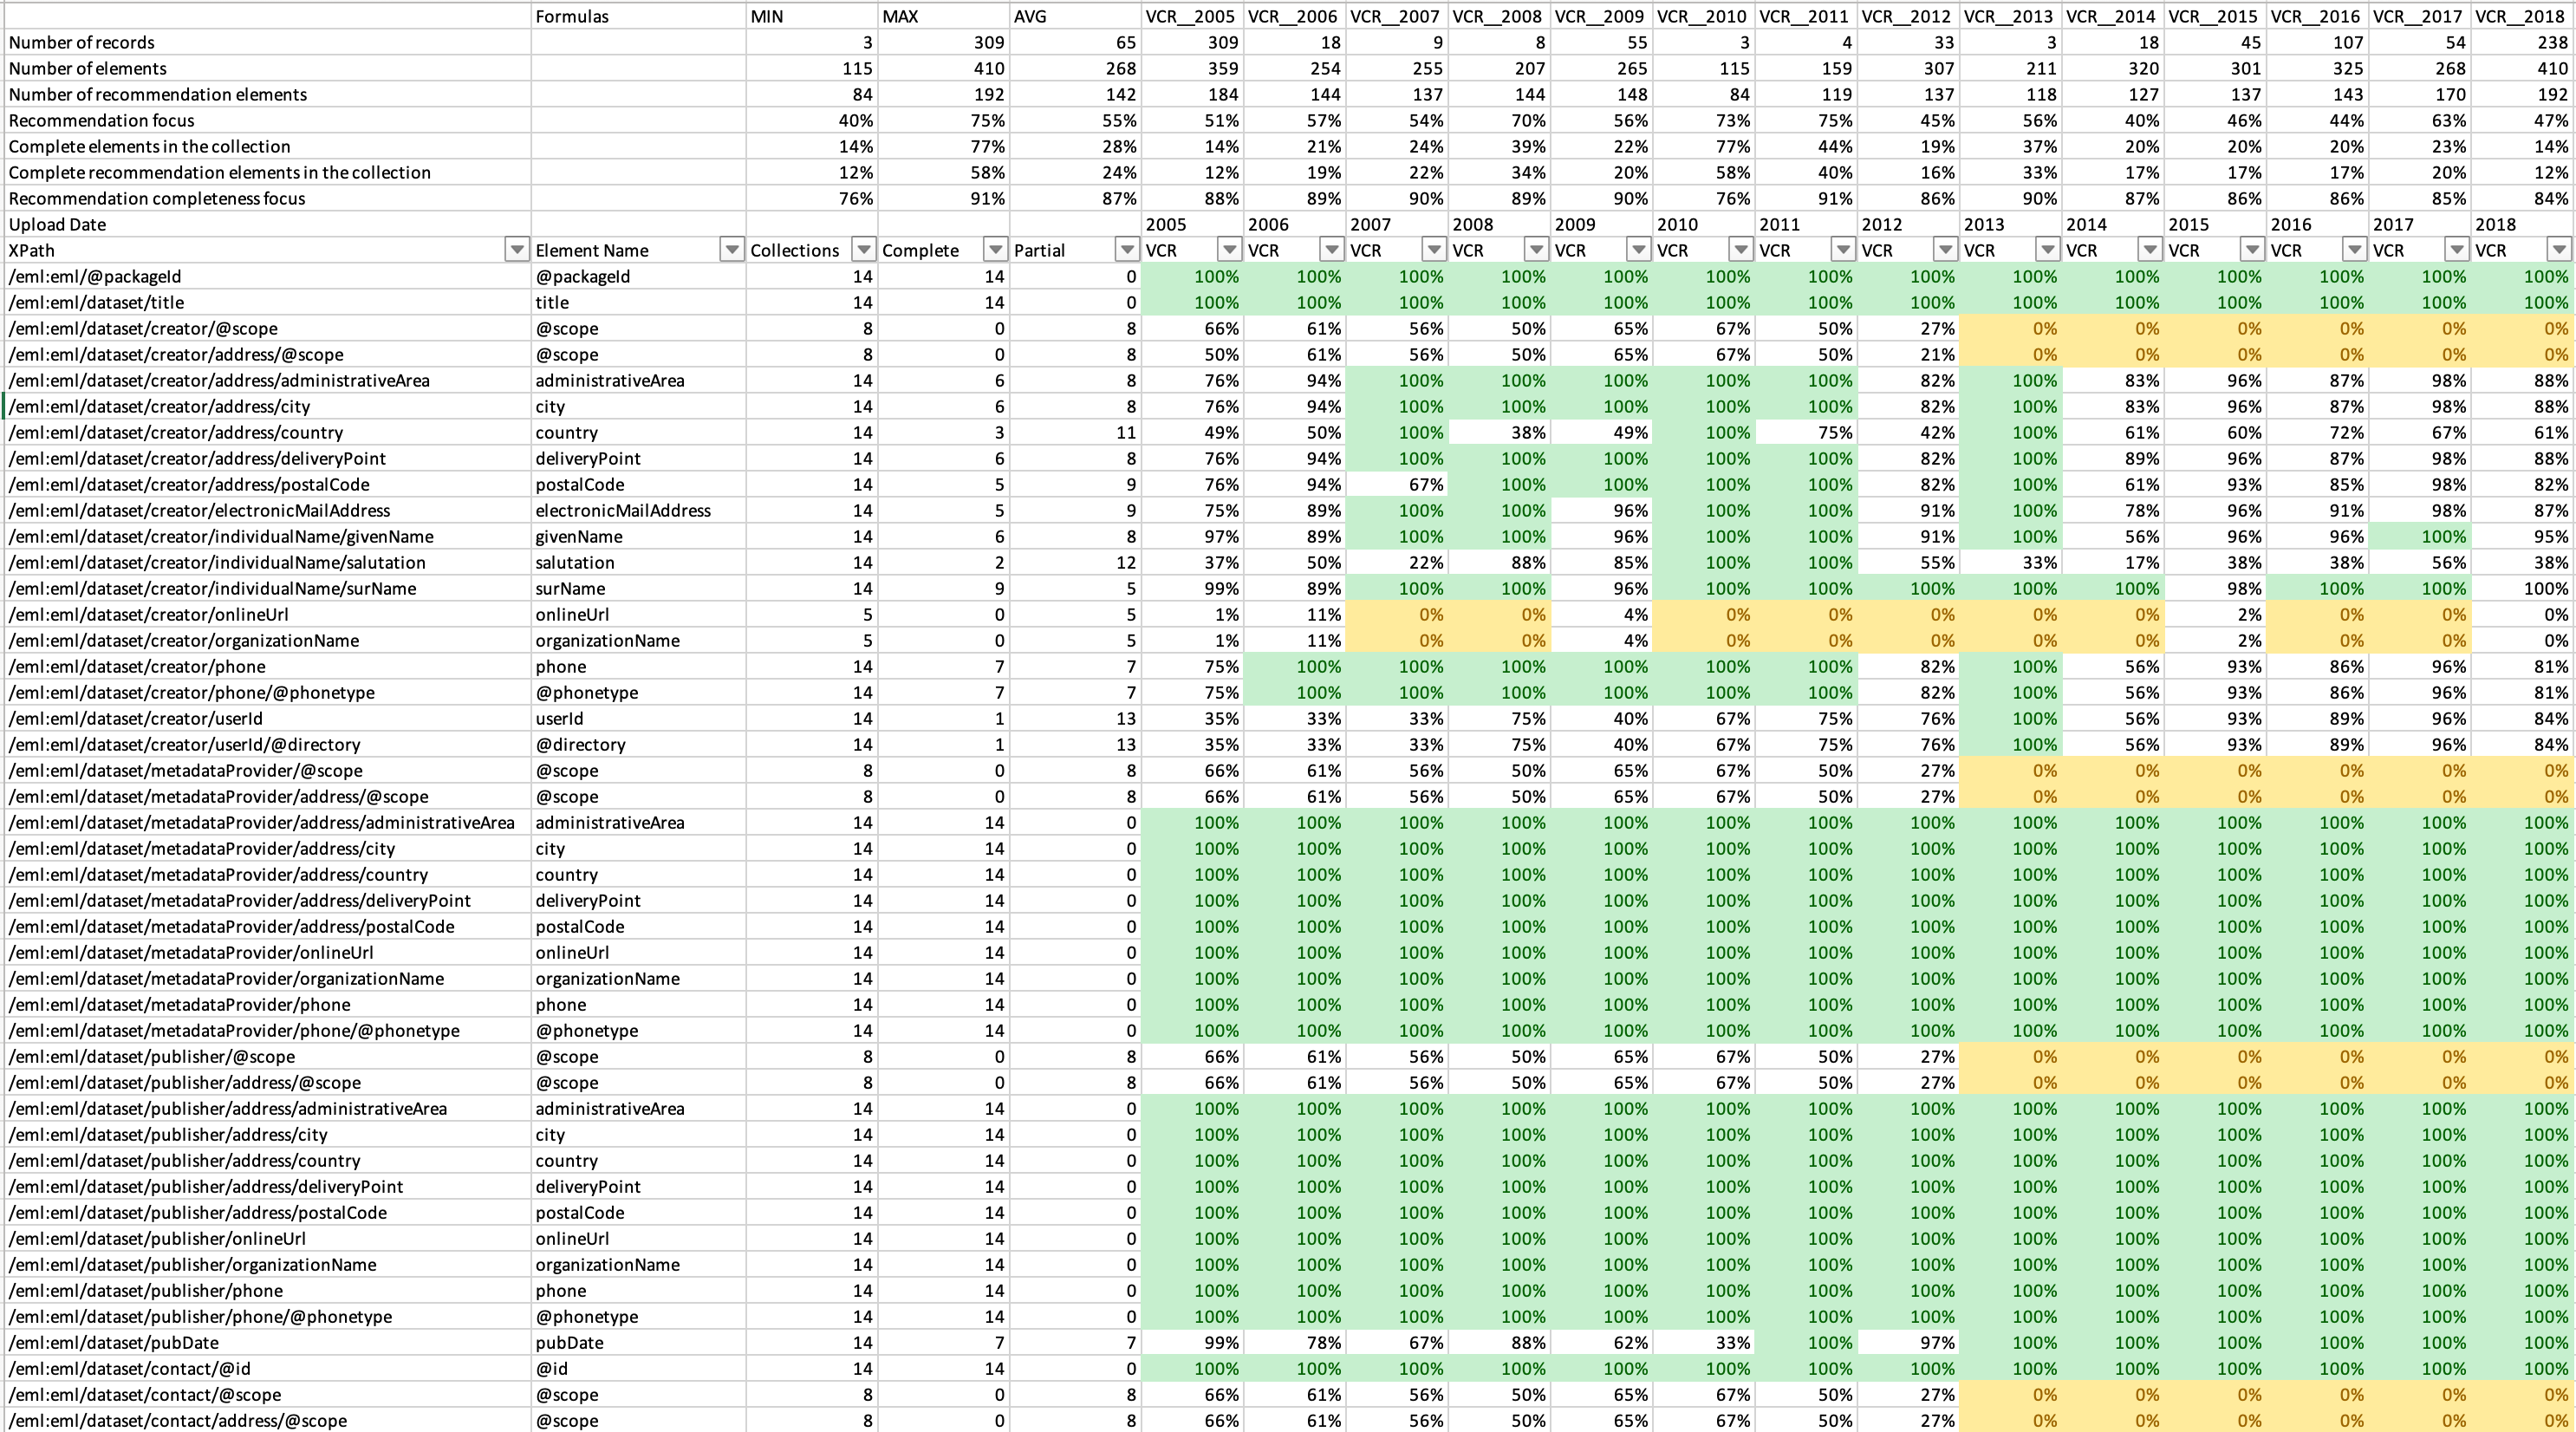 Formulas MIN MAX AVG VCR__2005 VCR__2006 VCR__2007 VCR__2008 VCR__2009 VCR__2010 VCR__2011 VCR__2012 VCR__2013 VCR__2014 VCR__2015 VCR__2016 VCR__2017 VCR__2018
Number of records 3 309 65 309 18 9 8 55 3 4 33 3 18 45 107 54 238
Number of elements 115 410 268 359 254 255 207 265 115 159 307 211 320 301 325 268 410
Number of recommendation elements 84 192 142 184 144 137 144 148 84 119 137 118 127 137 143 170 192
Recommendation focus 40% 75% 55% 51% 57% 54% 70% 56% 73% 75% 45% 56% 40% 46% 44% 63% 47%
Complete elements in the collection 14% 77% 28% 14% 21% 24% 39% 22% 77% 44% 19% 37% 20% 20% 20% 23% 14%
Complete recommendation elements in the collection 12% 58% 24% 12% 19% 22% 34% 20% 58% 40% 16% 33% 17% 17% 17% 20% 12%
Recommendation completeness focus 76% 91% 87% 88% 89% 90% 89% 90% 76% 91% 86% 90% 87% 86% 86% 85% 84%
Upload Date 2005 2006 2007 2008 2009 2010 2011 2012 2013 2014 2015 2016 2017 2018
XPath Element Name Collections Complete Partial VCR VCR VCR VCR VCR VCR VCR VCR VCR VCR VCR VCR VCR VCR
/eml:eml/@packageId @packageId 14 14 0 100% 100% 100% 100% 100% 100% 100% 100% 100% 100% 100% 100% 100% 100%
/eml:eml/dataset/title title 14 14 0 100% 100% 100% 100% 100% 100% 100% 100% 100% 100% 100% 100% 100% 100%
/eml:eml/dataset/creator/@scope @scope 8 0 8 66% 61% 56% 50% 65% 67% 50% 27% 0% 0% 0% 0% 0% 0%
/eml:eml/dataset/creator/address/@scope @scope 8 0 8 50% 61% 56% 50% 65% 67% 50% 21% 0% 0% 0% 0% 0% 0%
/eml:eml/dataset/creator/address/administrativeArea administrativeArea 14 6 8 76% 94% 100% 100% 100% 100% 100% 82% 100% 83% 96% 87% 98% 88%
/eml:eml/dataset/creator/address/city city 14 6 8 76% 94% 100% 100% 100% 100% 100% 82% 100% 83% 96% 87% 98% 88%
/eml:eml/dataset/creator/address/country country 14 3 11 49% 50% 100% 38% 49% 100% 75% 42% 100% 61% 60% 72% 67% 61%
/eml:eml/dataset/creator/address/deliveryPoint deliveryPoint 14 6 8 76% 94% 100% 100% 100% 100% 100% 82% 100% 89% 96% 87% 98% 88%
/eml:eml/dataset/creator/address/postalCode postalCode 14 5 9 76% 94% 67% 100% 100% 100% 100% 82% 100% 61% 93% 85% 98% 82%
/eml:eml/dataset/creator/electronicMailAddress electronicMailAddress 14 5 9 75% 89% 100% 100% 96% 100% 100% 91% 100% 78% 96% 91% 98% 87%
/eml:eml/dataset/creator/individualName/givenName givenName 14 6 8 97% 89% 100% 100% 96% 100% 100% 91% 100% 56% 96% 96% 100% 95%
/eml:eml/dataset/creator/individualName/salutation salutation 14 2 12 37% 50% 22% 88% 85% 100% 100% 55% 33% 17% 38% 38% 56% 38%
/eml:eml/dataset/creator/individualName/surName surName 14 9 5 99% 89% 100% 100% 96% 100% 100% 100% 100% 100% 98% 100% 100% 100%
/eml:eml/dataset/creator/onlineUrl onlineUrl 5 0 5 1% 11% 0% 0% 4% 0% 0% 0% 0% 0% 2% 0% 0% 0%
/eml:eml/dataset/creator/organizationName organizationName 5 0 5 1% 11% 0% 0% 4% 0% 0% 0% 0% 0% 2% 0% 0% 0%
/eml:eml/dataset/creator/phone phone 14 7 7 75% 100% 100% 100% 100% 100% 100% 82% 100% 56% 93% 86% 96% 81%
/eml:eml/dataset/creator/phone/@phonetype @phonetype 14 7 7 75% 100% 100% 100% 100% 100% 100% 82% 100% 56% 93% 86% 96% 81%
/eml:eml/dataset/creator/userId userId 14 1 13 35% 33% 33% 75% 40% 67% 75% 76% 100% 56% 93% 89% 96% 84%
/eml:eml/dataset/creator/userId/@directory @directory 14 1 13 35% 33% 33% 75% 40% 67% 75% 76% 100% 56% 93% 89% 96% 84%
/eml:eml/dataset/metadataProvider/@scope @scope 8 0 8 66% 61% 56% 50% 65% 67% 50% 27% 0% 0% 0% 0% 0% 0%
/eml:eml/dataset/metadataProvider/address/@scope @scope 8 0 8 66% 61% 56% 50% 65% 67% 50% 27% 0% 0% 0% 0% 0% 0%
/eml:eml/dataset/metadataProvider/address/administrativeArea administrativeArea 14 14 0 100% 100% 100% 100% 100% 100% 100% 100% 100% 100% 100% 100% 100% 100%
/eml:eml/dataset/metadataProvider/address/city city 14 14 0 100% 100% 100% 100% 100% 100% 100% 100% 100% 100% 100% 100% 100% 100%
/eml:eml/dataset/metadataProvider/address/country country 14 14 0 100% 100% 100% 100% 100% 100% 100% 100% 100% 100% 100% 100% 100% 100%
/eml:eml/dataset/metadataProvider/address/deliveryPoint deliveryPoint 14 14 0 100% 100% 100% 100% 100% 100% 100% 100% 100% 100% 100% 100% 100% 100%
/eml:eml/dataset/metadataProvider/address/postalCode postalCode 14 14 0 100% 100% 100% 100% 100% 100% 100% 100% 100% 100% 100% 100% 100% 100%
/eml:eml/dataset/metadataProvider/onlineUrl onlineUrl 14 14 0 100% 100% 100% 100% 100% 100% 100% 100% 100% 100% 100% 100% 100% 100%
/eml:eml/dataset/metadataProvider/organizationName organizationName 14 14 0 100% 100% 100% 100% 100% 100% 100% 100% 100% 100% 100% 100% 100% 100%
/eml:eml/dataset/metadataProvider/phone phone 14 14 0 100% 100% 100% 100% 100% 100% 100% 100% 100% 100% 100% 100% 100% 100%
/eml:eml/dataset/metadataProvider/phone/@phonetype @phonetype 14 14 0 100% 100% 100% 100% 100% 100% 100% 100% 100% 100% 100% 100% 100% 100%
/eml:eml/dataset/publisher/@scope @scope 8 0 8 66% 61% 56% 50% 65% 67% 50% 27% 0% 0% 0% 0% 0% 0%
/eml:eml/dataset/publisher/address/@scope @scope 8 0 8 66% 61% 56% 50% 65% 67% 50% 27% 0% 0% 0% 0% 0% 0%
/eml:eml/dataset/publisher/address/administrativeArea administrativeArea 14 14 0 100% 100% 100% 100% 100% 100% 100% 100% 100% 100% 100% 100% 100% 100%
/eml:eml/dataset/publisher/address/city city 14 14 0 100% 100% 100% 100% 100% 100% 100% 100% 100% 100% 100% 100% 100% 100%
/eml:eml/dataset/publisher/address/country country 14 14 0 100% 100% 100% 100% 100% 100% 100% 100% 100% 100% 100% 100% 100% 100%
/eml:eml/dataset/publisher/address/deliveryPoint deliveryPoint 14 14 0 100% 100% 100% 100% 100% 100% 100% 100% 100% 100% 100% 100% 100% 100%
/eml:eml/dataset/publisher/address/postalCode postalCode 14 14 0 100% 100% 100% 100% 100% 100% 100% 100% 100% 100% 100% 100% 100% 100%
/eml:eml/dataset/publisher/onlineUrl onlineUrl 14 14 0 100% 100% 100% 100% 100% 100% 100% 100% 100% 100% 100% 100% 100% 100%
/eml:eml/dataset/publisher/organizationName organizationName 14 14 0 100% 100% 100% 100% 100% 100% 100% 100% 100% 100% 100% 100% 100% 100%
/eml:eml/dataset/publisher/phone phone 14 14 0 100% 100% 100% 100% 100% 100% 100% 100% 100% 100% 100% 100% 100% 100%
/eml:eml/dataset/publisher/phone/@phonetype @phonetype 14 14 0 100% 100% 100% 100% 100% 100% 100% 100% 100% 100% 100% 100% 100% 100%
/eml:eml/dataset/pubDate pubDate 14 7 7 99% 78% 67% 88% 62% 33% 100% 97% 100% 100% 100% 100% 100% 100%
/eml:eml/dataset/contact/@id @id 14 14 0 100% 100% 100% 100% 100% 100% 100% 100% 100% 100% 100% 100% 100% 100%
/eml:eml/dataset/contact/@scope @scope 8 0 8 66% 61% 56% 50% 65% 67% 50% 27% 0% 0% 0% 0% 0% 0%
/eml:eml/dataset/contact/address/@scope @scope 8 0 8 66% 61% 56% 50% 65% 67% 50% 27% 0% 0% 0% 0% 0% 0%